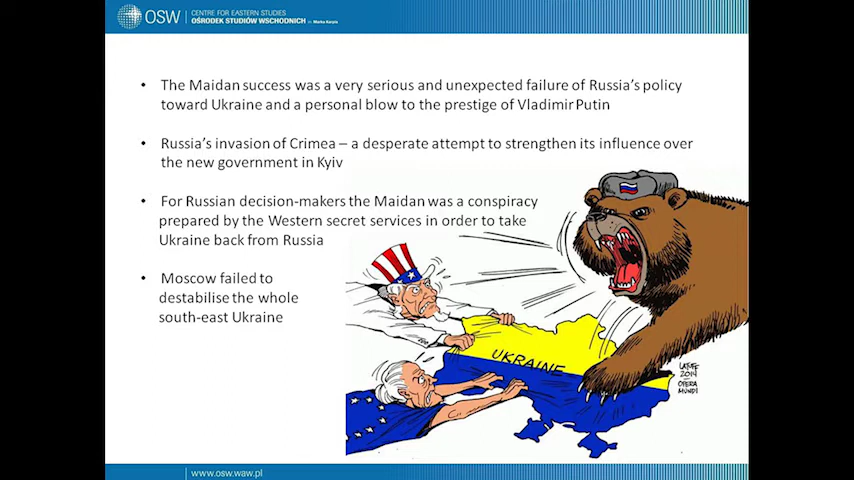 OSW
CENTRE FOR EASTERN STUDIES
OŚRODEK STUDIÓW WSCHODNICH im. Marka Karpia
• The Maidan success was a very serious and unexpected failure of Russia's policy
toward Ukraine and a personal blow to the prestige of Vladimir Putin
• Russia's invasion of Crimea – a desperate attempt to strengthen its influence over
the new government in Kyiv
• For Russian decision-makers the Maidan was a conspiracy
prepared by the Western secret services in order to take
Ukraine back from Russia
• Moscow failed to
destabilise the whole
south-east Ukraine
UKRAINE
LATUFF
2014
OPERA
MUNDI
www.osw.waw.pl